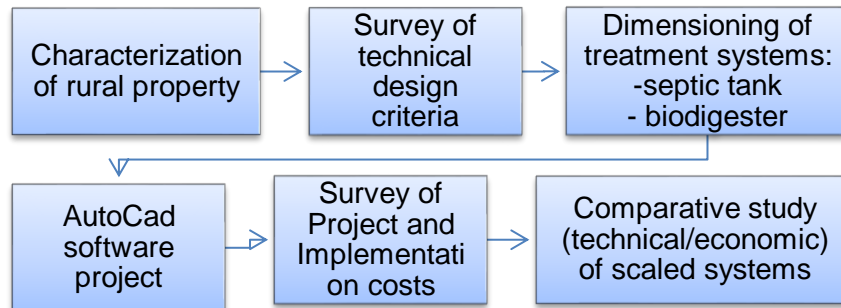 Characterization
of rural property
Survey of
technical
design
criteria
Dimensioning of
treatment systems:
-septic tank
- biodigester
AutoCad
software
project
Survey of
Project and
Implementati
on costs
Comparative study
(technical/economic)
of scaled systems